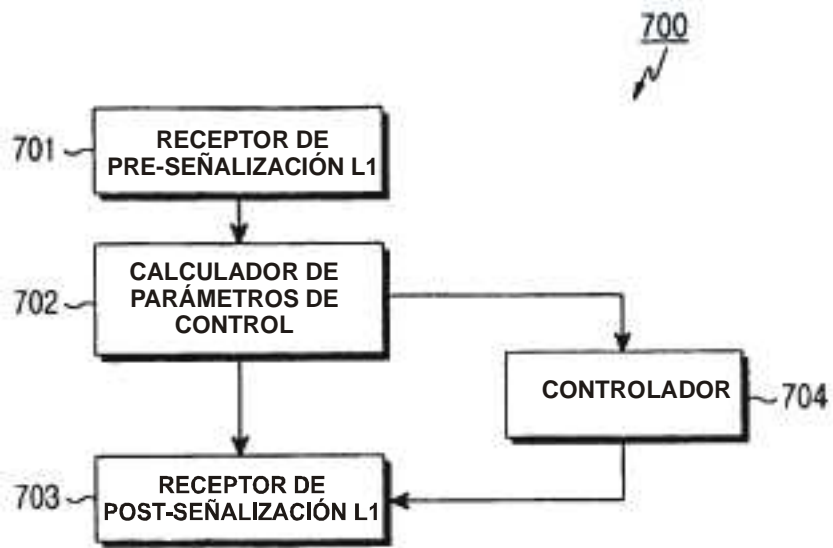 700
701
RECEPTOR DE
PRE-SEÑALIZACIÓN L1
702
CALCULADOR DE
PARÁMETROS DE
CONTROL
CONTROLADOR
704
703
RECEPTOR DE
POST-SEÑALIZACIÓN L1